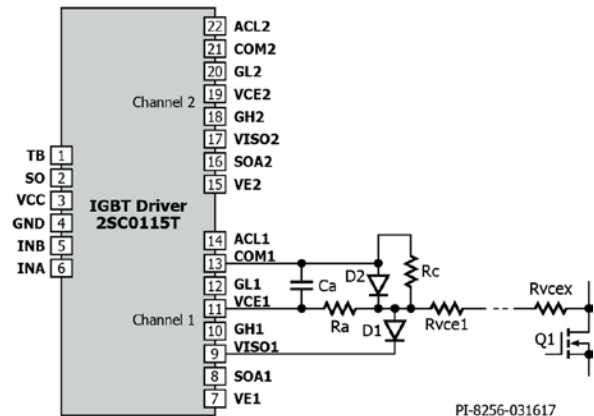 22 ACL2
21 COM2
20 GL2
Channel 2
19 VCE2
18 GH2
17 VISO2
16 SOA2
15 VE2
TB 1
SO 2
VCC 3
GND 4
INB 5
INA 6
IGBT Driver
2SC0115T
14 ACL1
13 COM1
12 GL1
11 VCE1
Channel 1
10 GH1
9 VISO1
8 SOA1
7 VE1
Ca
D2
Rc
Ra
D1
Rvce1
Rvcex
Q1
PI-8256-031617